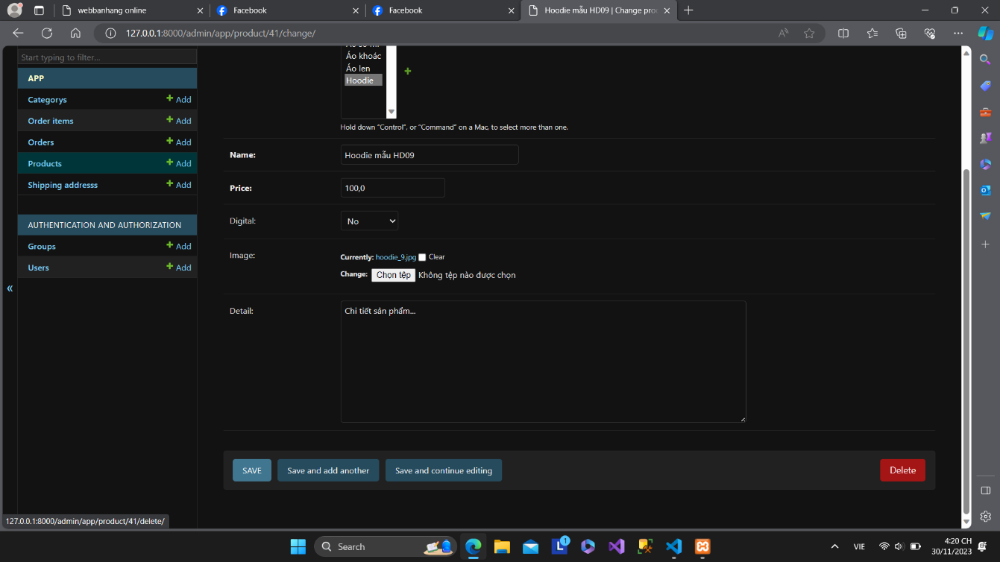 webbanhang online
Facebook
Facebook
Hoodie mẫu HD09 | Change pro
127.0.0.1:8000/admin/app/product/41/change/
Start typing to filter...
APP
Categorys
Add
Order items
Add
Orders
Add
Products
Add
Shipping addresss
Add
AUTHENTICATION AND AUTHORIZATION
Groups
Add
Users
Add
«
Áo khoác
Áo len
Hoodie
Hold down “Control”, or “Command” on a Mac, to select more than one.
Name:
Hoodie mẫu HD09
Price:
100,0
Digital:
No
Image:
Currently: hoodie_9.jpg Clear
Change: Chọn tệp Không tệp nào được chọn
Detail:
Chi tiết sản phẩm...
SAVE
Save and add another
Save and continue editing
Delete
127.0.0.1:8000/admin/app/product/41/delete/
Search
1
VIE
4:20 CH
30/11/2023